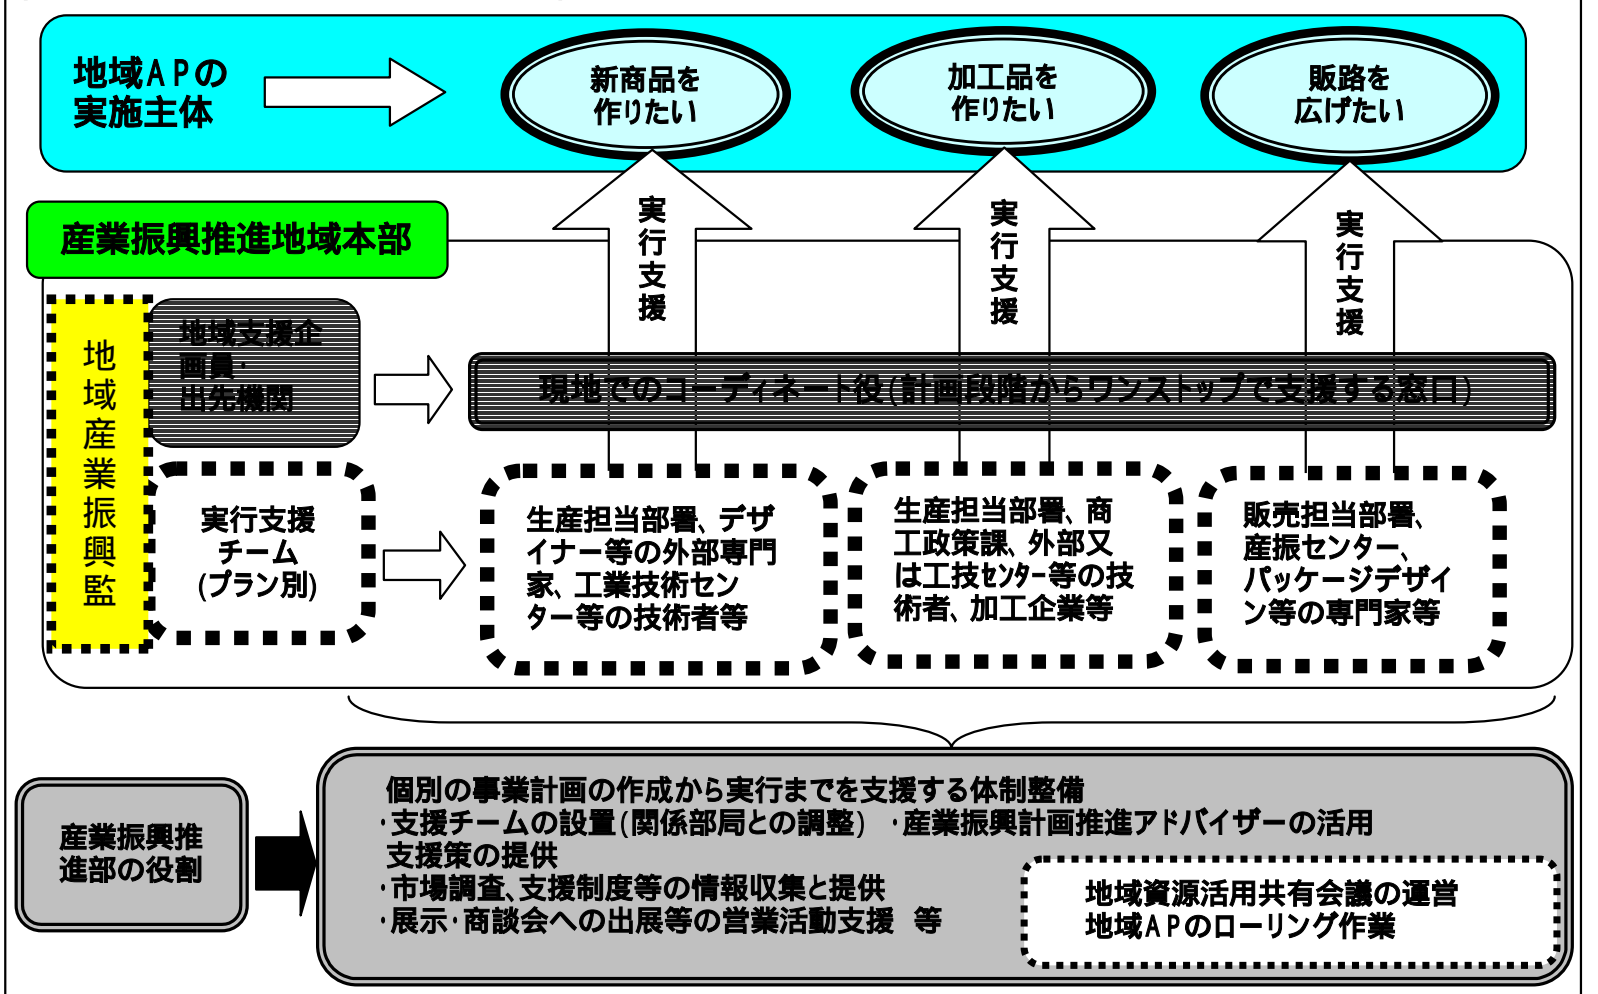 地域ＡＰの
実施主体
新商品を
作りたい
加工品を
作りたい
販路を
広げたい
実行支援
実行支援
実行支援
産業振興推進地域本部
地域産業振興監
地域支援企
画員・
出先機関
現地でのコーディネート役(計画段階からワンストップで支援する窓口)
実行支援
チーム
(プラン別)
生産担当部署、デザ
イナー等の外部専門
家、工業技術セン
ター等の技術者等
生産担当部署、商
工政策課、外部又
は工技ｾﾝﾀｰ等の技
術者、加工企業等
販売担当部署、
産振センター、
パッケージデザイ
ン等の専門家等
産業振興推
進部の役割
個別の事業計画の作成から実行までを支援する体制整備
・支援チームの設置(関係部局との調整)　・産業振興計画推進アドバイザーの活用
支援策の提供
・市場調査、支援制度等の情報収集と提供
・展示・商談会への出展等の営業活動支援　等
地域資源活用共有会議の運営
地域ＡＰのローリング作業